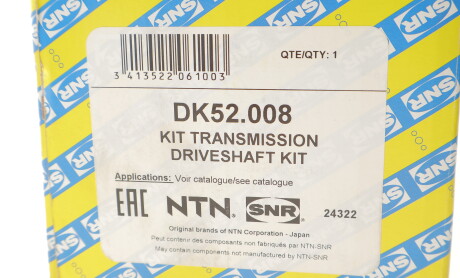 SNR
QTE/QTY: 1
3 413522 061003
DK52.008
KIT TRANSMISSION
DRIVESHAFT KIT
Applications: Voir catalogue/see catalogue
EAC NTN. SNR 24322
Original brands of NTN Corporation - Japan
Peut contenir des composants non fabriqués par NTN-SNR
May contain components not manufactured by NTN-SNR